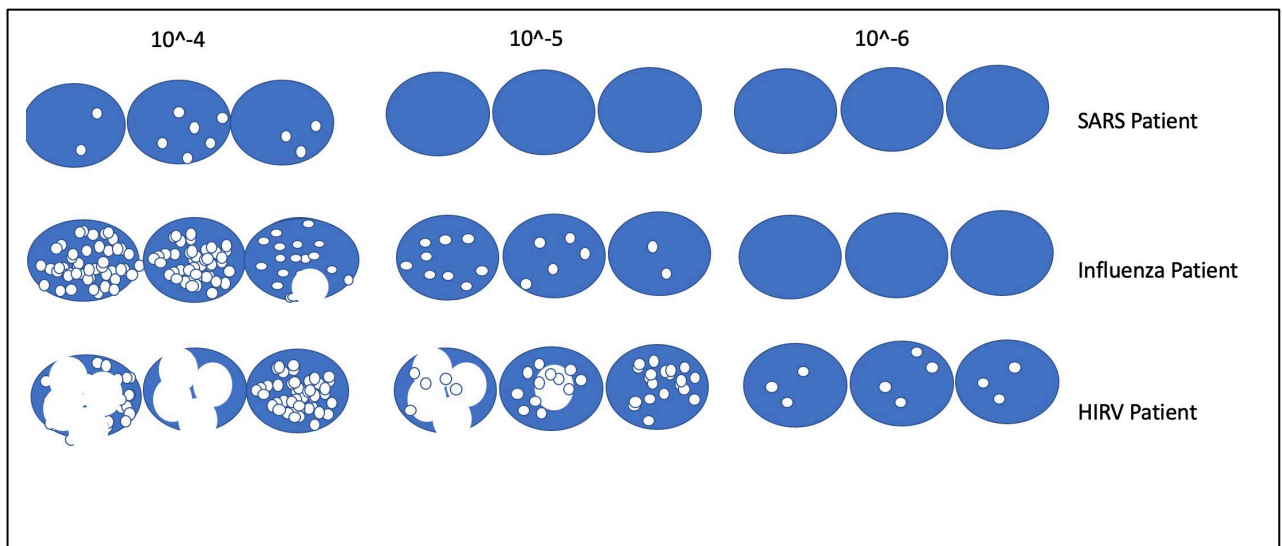 10^-4
10^-5
10^-6
SARS Patient
Influenza Patient
HIRV Patient